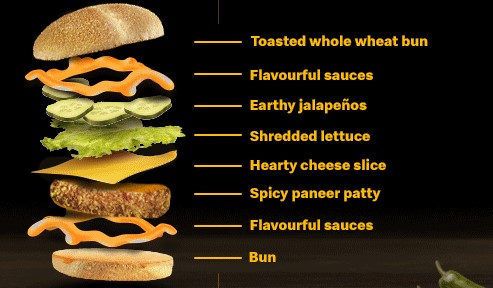 Toasted whole wheat bun
Flavourful sauces
Earthy jalapeños
Shredded lettuce
Hearty cheese slice
Spicy paneer patty
Flavourful sauces
Bun